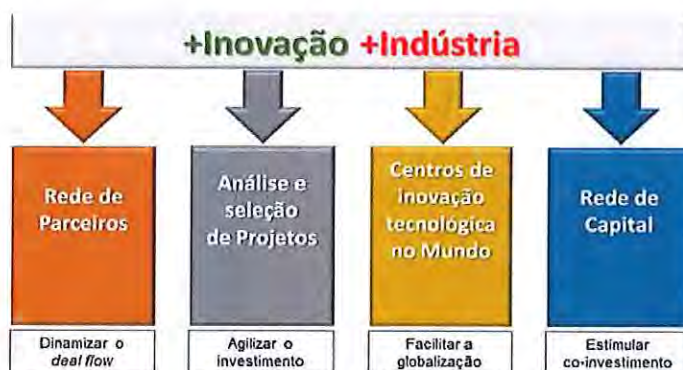 +Inovação +Indústria
Rede de
Parceiros
Análise e
seleção
de Projetos
Centros de
inovação
tecnológica
no Mundo
Rede de
Capital
Dinamizar o
deal flow
Agilizar o
investimento
Facilitar a
globalização
Estimular
co-investimento